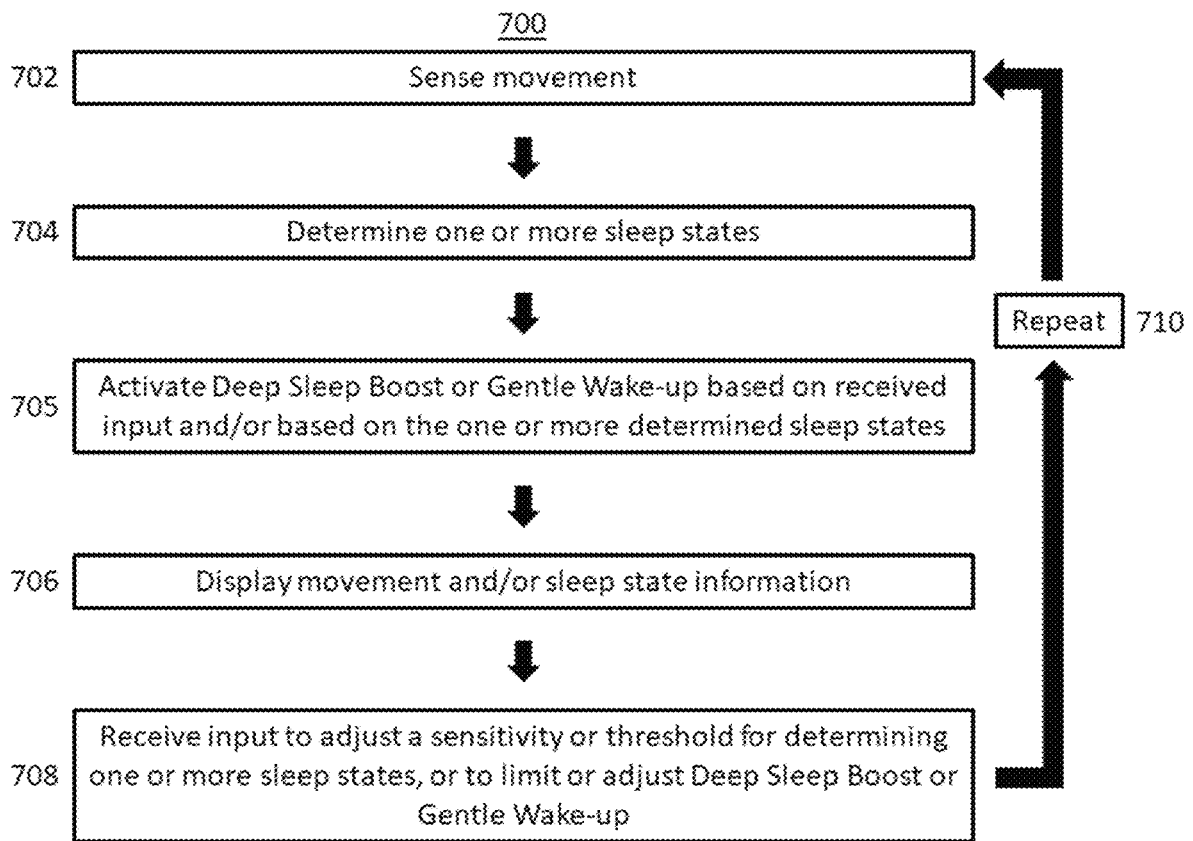 700
702
Sense movement
704
Determine one or more sleep states
Repeat
710
705
Activate Deep Sleep Boost or Gentle Wake-up based on received
input and/or based on the one or more determined sleep states
706
Display movement and/or sleep state information
708
Receive input to adjust a sensitivity or threshold for determining
one or more sleep states, or to limit or adjust Deep Sleep Boost or
Gentle Wake-up